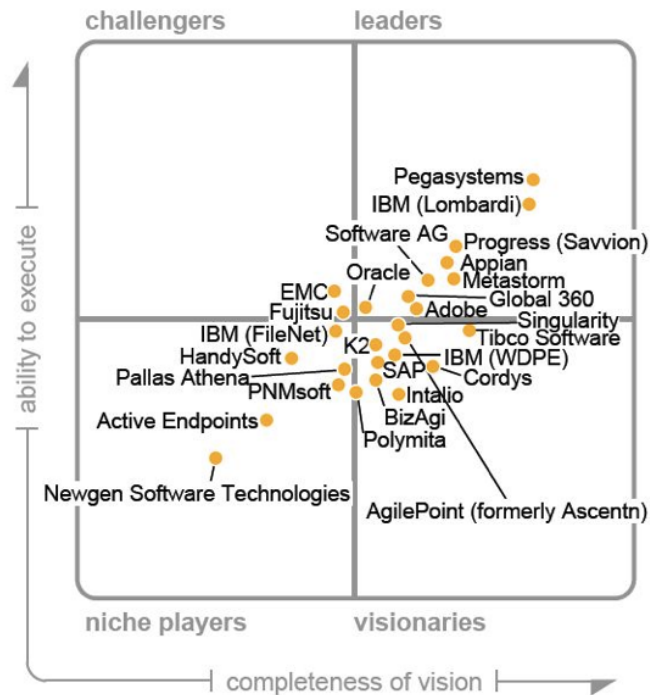 challengers
leaders
Pegasystems
IBM (Lombardi)
Software AG
Progress (Savvion)
Appian
Oracle
Metastorm
EMC
Global 360
Fujitsu
Adobe
Singularity
IBM (FileNet)
Tibco Software
K2
HandySoft
IBM (WDPE)
Pallas Athena
SAP
Cordys
PNMsoft
Intalio
BizAgi
Active Endpoints
Polymita
Newgen Software Technologies
AgilePoint (formerly Ascentn)
niche players
visionaries
ability to execute
completeness of vision